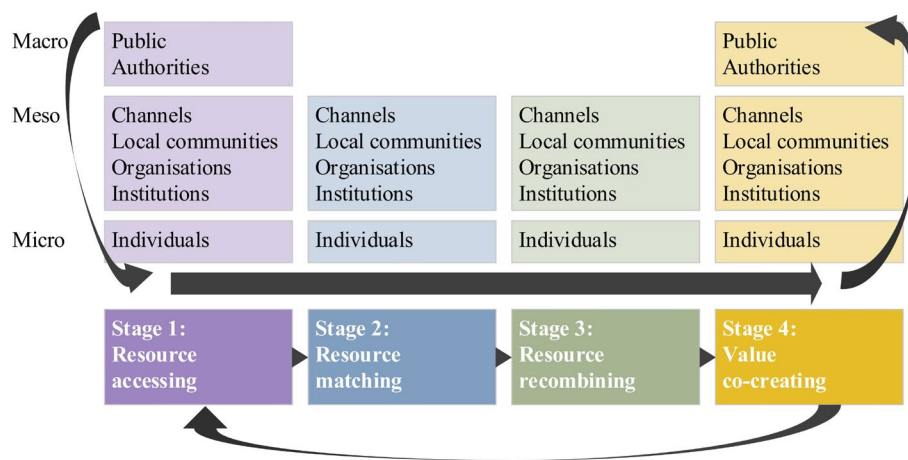 Macro
Public
Authorities
Public
Authorities
Meso
Channels
Local communities
Organisations
Institutions
Channels
Local communities
Organisations
Institutions
Channels
Local communities
Organisations
Institutions
Channels
Local communities
Organisations
Institutions
Micro
Individuals
Individuals
Individuals
Individuals
Stage 1:
Resource
accessing
Stage 2:
Resource
matching
Stage 3:
Resource
recombining
Stage 4:
Value
co-creating